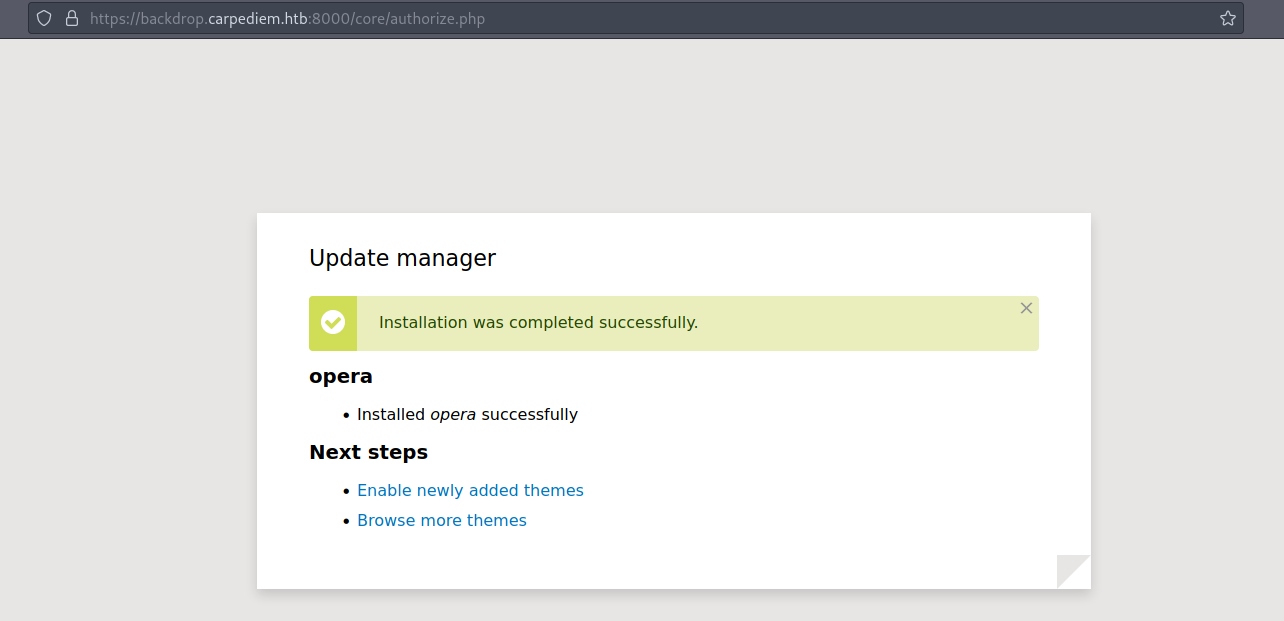 https://backdrop.carpediem.htb:8000/core/authorize.php
Update manager
Installation was completed successfully.
opera
Installed opera successfully
Next steps
Enable newly added themes
Browse more themes